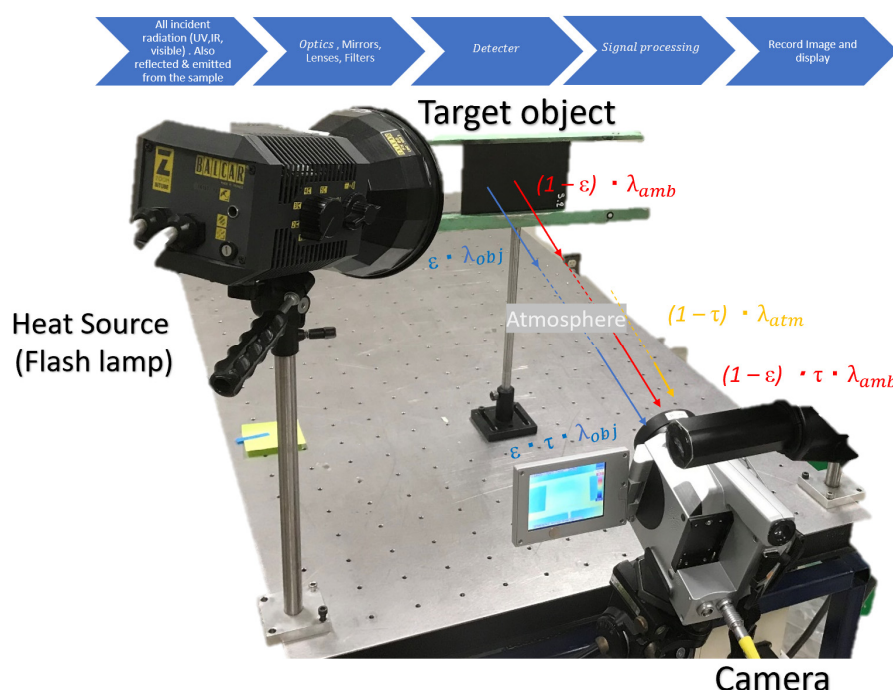 All incident
radiation (UV,IR,
visible) . Also
reflected & emitted
from the sample
Optics , Mirrors,
Lenses, Filters
Detecter
Signal processing
Record Image and
display
Target object
(1−ε) · λamb
ε · λobj
Atmosphere
(1−τ) · λatm
(1−ε) · τ · λamb
ε · τ · λobj
Heat Source
(Flash lamp)
Camera
Z
BALCAR